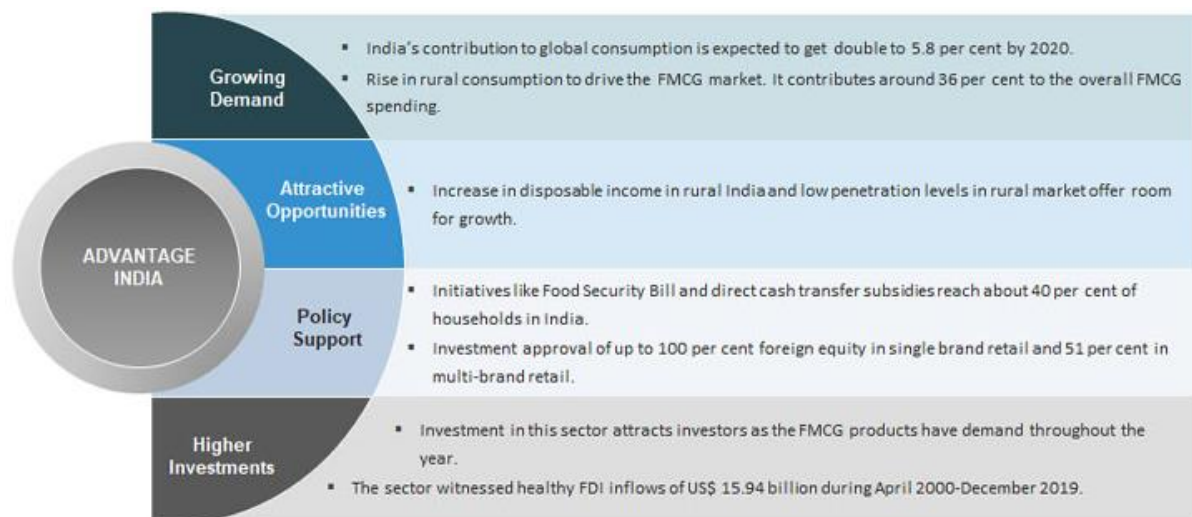 ADVANTAGE
INDIA
Growing
Demand
▪ India's contribution to global consumption is expected to get double to 5.8 per cent by 2020.
▪ Rise in rural consumption to drive the FMCG market. It contributes around 36 per cent to the overall FMCG
spending.
Attractive
Opportunities
▪ Increase in disposable income in rural India and low penetration levels in rural market offer room
for growth.
Policy
Support
▪ Initiatives like Food Security Bill and direct cash transfer subsidies reach about 40 per cent of
households in India.
▪ Investment approval of up to 100 per cent foreign equity in single brand retail and 51 per cent in
multi-brand retail.
Higher
Investments
▪ Investment in this sector attracts investors as the FMCG products have demand throughout the
year.
▪ The sector witnessed healthy FDI inflows of US$ 15.94 billion during April 2000-December 2019.